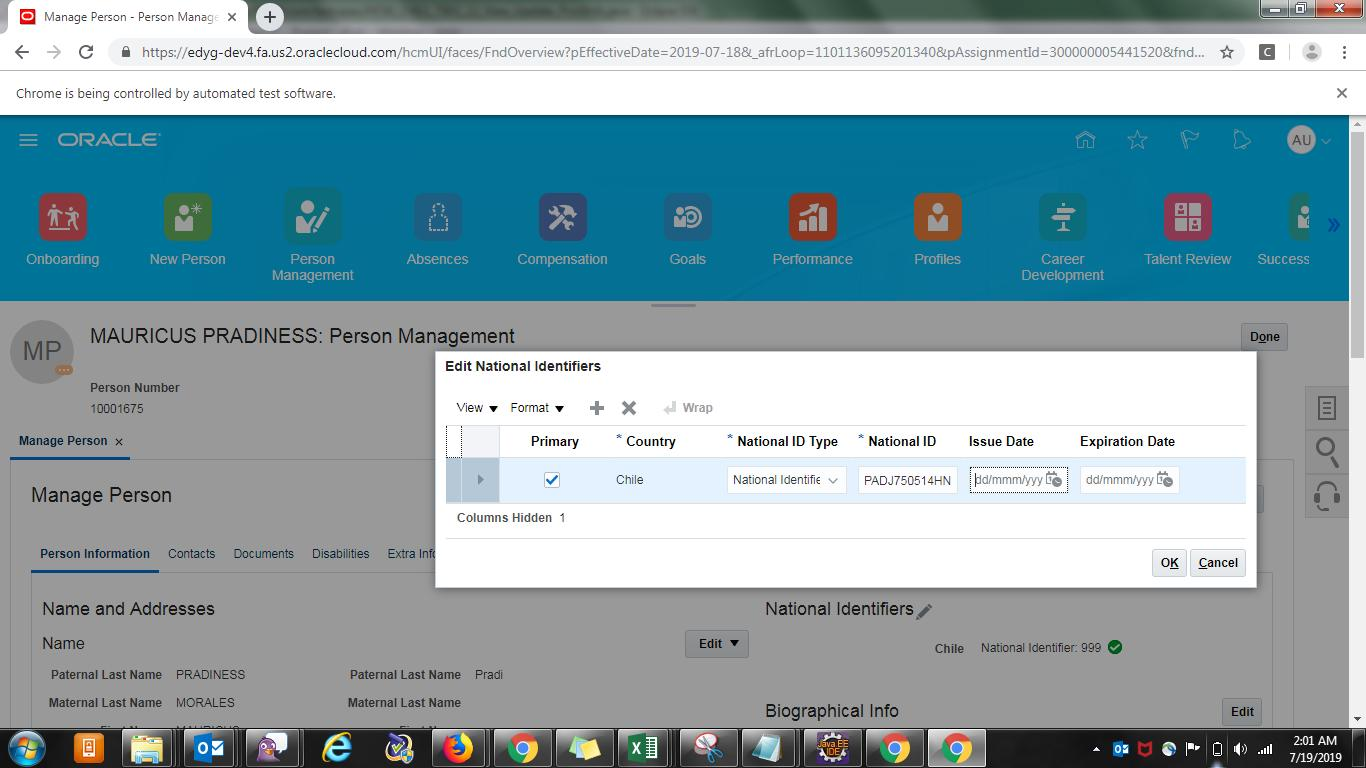 Manage Person - Person Manage
https://edyg-dev4.fa.us2.oraclecloud.com/hcmUI/faces/FndOverview?pEffectiveDate=2019-07-18&_afrLoop=1101136095201340&pAssignmentId=300000005441520&fnd...
C
Chrome is being controlled by automated test software.
ORACLE
AU
Onboarding
New Person
Person Management
Absences
Compensation
Goals
Performance
Profiles
Career Development
Talent Review
Success
MP
MAURICUS PRADINESS: Person Management
Done
Person Number
10001675
Manage Person
Edit National Identifiers
View Format Wrap
Primary * Country * National ID Type * National ID Issue Date Expiration Date
Chile National Identifie PADJ750514HN dd/mmm/yyy dd/mmm/yyy
Columns Hidden 1
OK Cancel
Manage Person
Person Information Contacts Documents Disabilities Extra Info
Name and Addresses
National Identifiers
Name
Edit
Chile National Identifier: 999
Paternal Last Name PRADINESS Paternal Last Name Pradi
Maternal Last Name MORALES Maternal Last Name
Biographical Info
Edit
Java EE
IDE
2:01 AM
7/19/2019